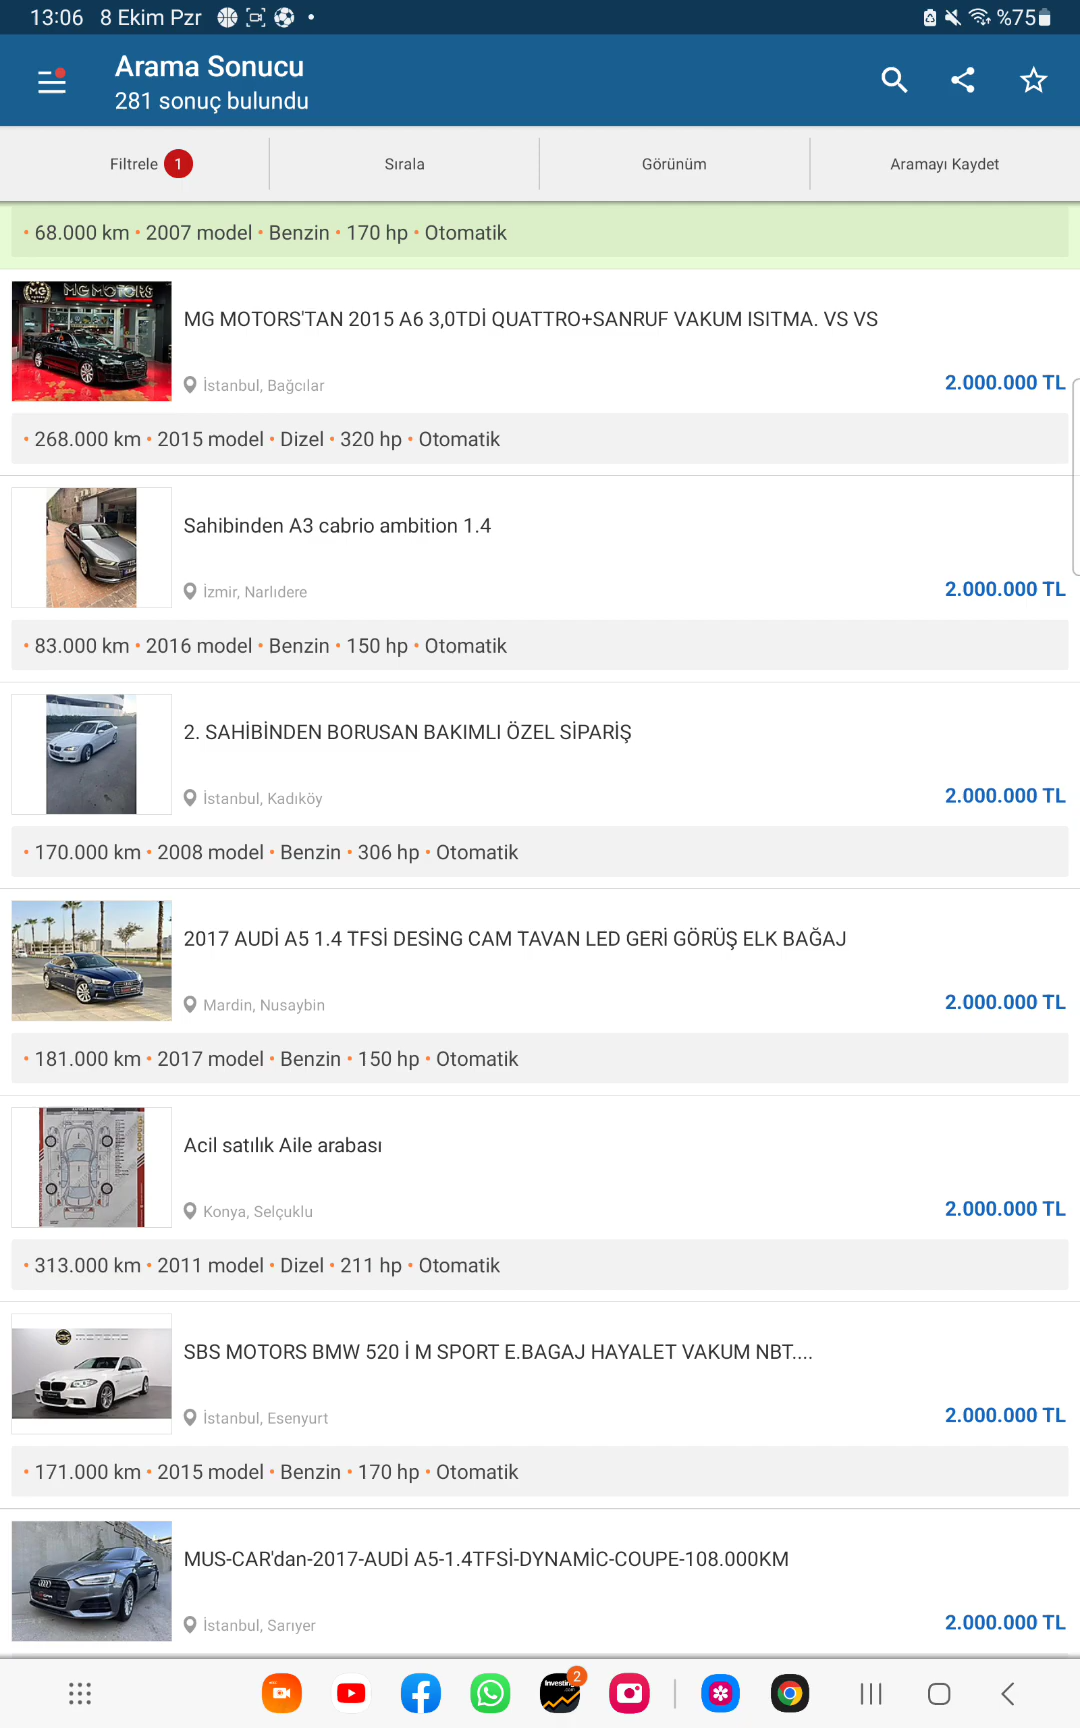 13:06 8 Ekim Pzr %75
Arama Sonucu
281 sonuç bulundu
Filtrele 1 Sırala Görünüm Aramayı Kaydet
• 68.000 km • 2007 model • Benzin • 170 hp • Otomatik
MG MOTORS
MG MOTORS'TAN 2015 A6 3,0TDİ QUATTRO+SANRUF VAKUM ISITMA. VS VS
İstanbul, Bağcılar 2.000.000 TL
• 268.000 km • 2015 model • Dizel • 320 hp • Otomatik
Sahibinden A3 cabrio ambition 1.4
İzmir, Narlıdere 2.000.000 TL
• 83.000 km • 2016 model • Benzin • 150 hp • Otomatik
2. SAHİBİNDEN BORUSAN BAKIMLI ÖZEL SİPARİŞ
İstanbul, Kadıköy 2.000.000 TL
• 170.000 km • 2008 model • Benzin • 306 hp • Otomatik
2017 AUDİ A5 1.4 TFSİ DESİNG CAM TAVAN LED GERİ GÖRÜŞ ELK BAĞAJ
Mardin, Nusaybin 2.000.000 TL
• 181.000 km • 2017 model • Benzin • 150 hp • Otomatik
Acil satılık Aile arabası
Konya, Selçuklu 2.000.000 TL
• 313.000 km • 2011 model • Dizel • 211 hp • Otomatik
SBS MOTORS BMW 520 İ M SPORT E.BAGAJ HAYALET VAKUM NBT....
İstanbul, Esenyurt 2.000.000 TL
• 171.000 km • 2015 model • Benzin • 170 hp • Otomatik
MUS-CAR'dan-2017-AUDİ A5-1.4TFSİ-DYNAMİC-COUPE-108.000KM
İstanbul, Sarıyer 2.000.000 TL
Investing 2